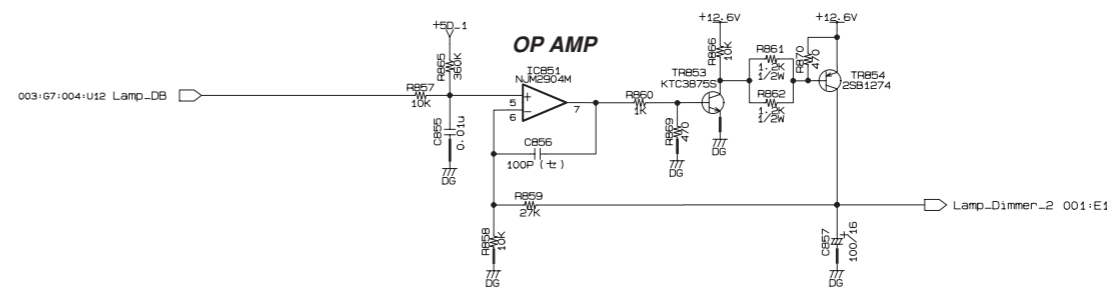 +12.6V
+12.6V
+5D_1
OP AMP
R865
360K
IC851
NJM2904M
R866
10K
R861
1.2K
1/2W
R870
470
TR853
KTC3875S
TR854
2SB1274
003:G7:004:U12 Lamp_DB
R857
10K
5
6
7
R860
1K
R862
1.2K
1/2W
C855
0.01u
R869
470
C856
100P (セ)
DG
DG
DG
R859
27K
Lamp_Dimmer_2 001:E1
R858
10K
C857
100/16
DG
DG